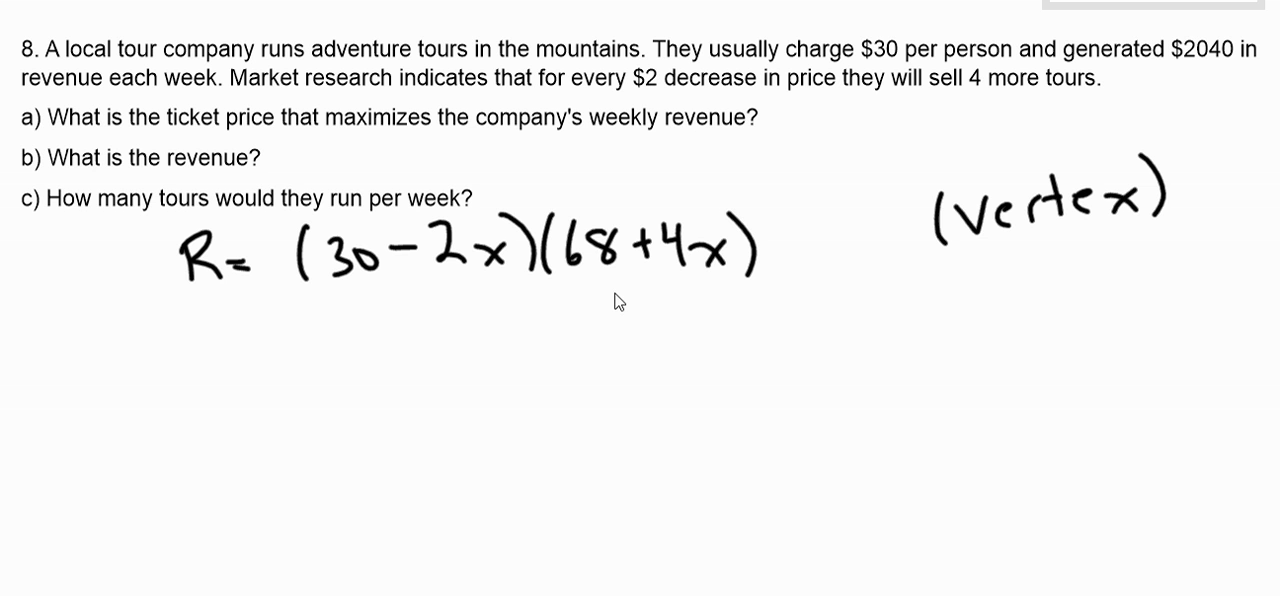 8. A local tour company runs adventure tours in the mountains. They usually charge $30 per person and generated $2040 in
revenue each week. Market research indicates that for every $2 decrease in price they will sell 4 more tours.
a) What is the ticket price that maximizes the company's weekly revenue?
b) What is the revenue?
c) How many tours would they run per week?
(vertex)
R= (30-2x)(68+4x)